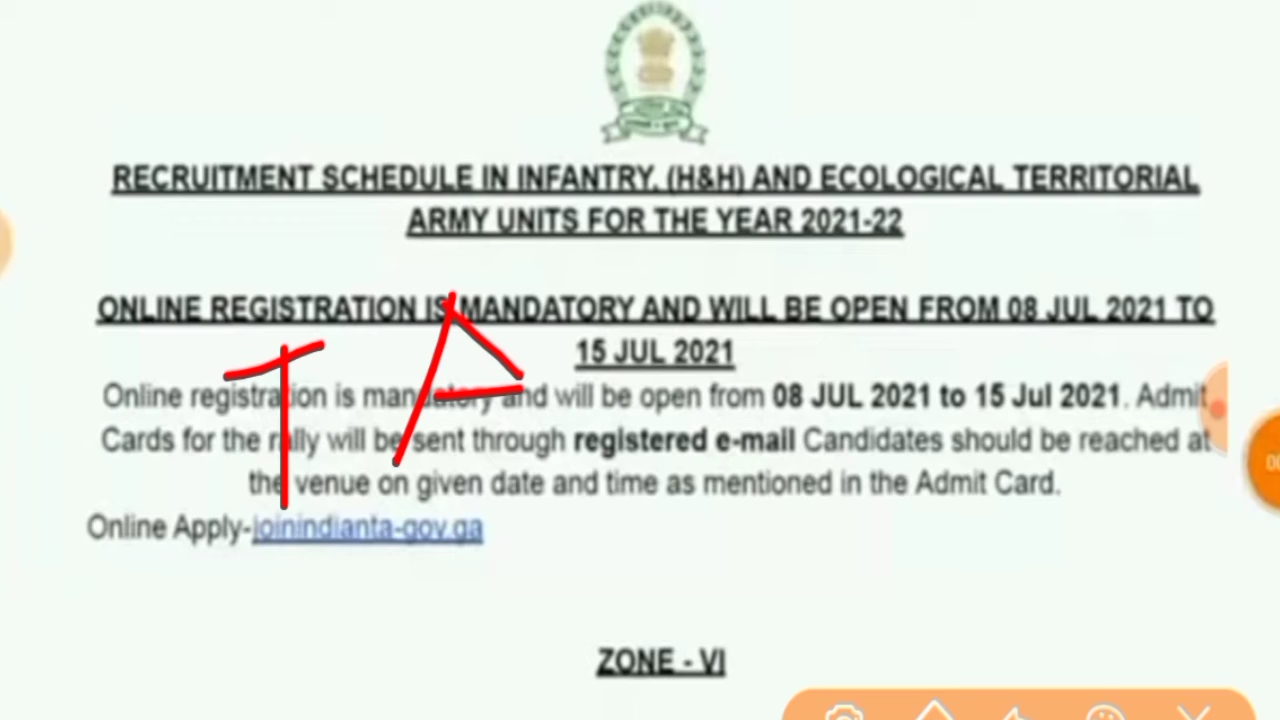 RECRUITMENT SCHEDULE IN INFANTRY, (H&H) AND ECOLOGICAL TERRITORIAL
ARMY UNITS FOR THE YEAR 2021-22
ONLINE REGISTRATION IS MANDATORY AND WILL BE OPEN FROM 08 JUL 2021 TO
15 JUL 2021
Online registration is mandatory and will be open from 08 JUL 2021 to 15 Jul 2021. Admit
Cards for the rally will be sent through registered e-mail Candidates should be reached at
the venue on given date and time as mentioned in the Admit Card.
Online Apply-joinindianta-gov.ga
TA
ZONE - VI